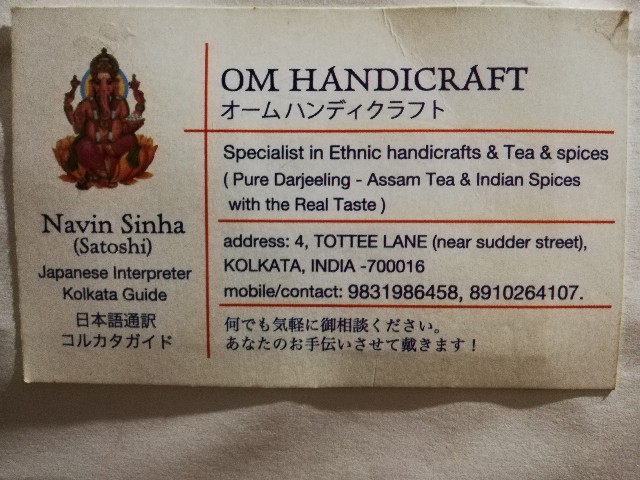 OM HANDICRAFT
オーム ハンディクラフト
Specialist in Ethnic handicrafts & Tea & spices
( Pure Darjeeling - Assam Tea & Indian Spices
with the Real Taste )
address: 4, TOTTEE LANE (near sudder street),
KOLKATA, INDIA -700016
mobile/contact: 9831986458, 8910264107.
何でも気軽に御相談ください。
あなたのお手伝いさせて戴きます！
Navin Sinha
(Satoshi)
Japanese Interpreter
Kolkata Guide
日本語通訳
コルカタガイド